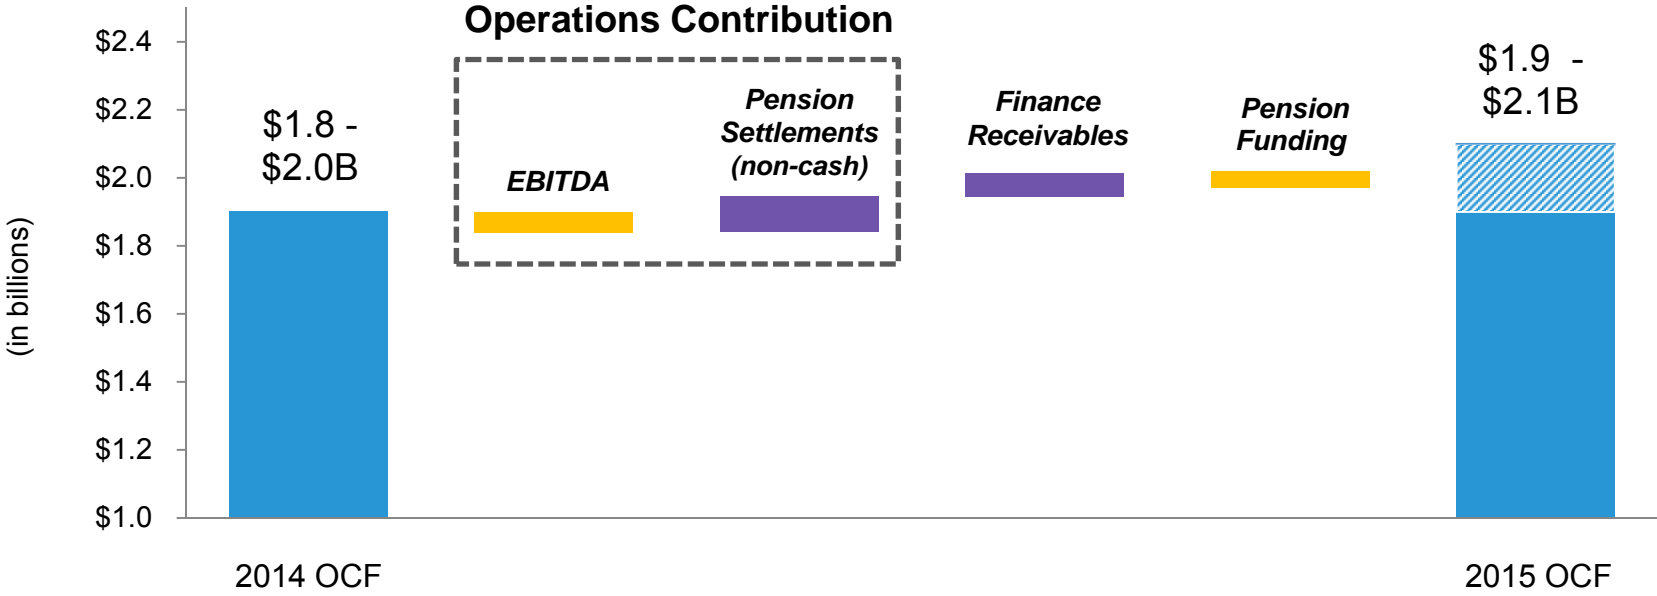 Operations Contribution
$2.4
$2.2
$2.0
$1.8
$1.6
$1.4
$1.2
$1.0
(in billions)
$1.8 -
$2.0B
EBITDA
Pension
Settlements
(non-cash)
Finance
Receivables
Pension
Funding
$1.9 -
$2.1B
2014 OCF
2015 OCF